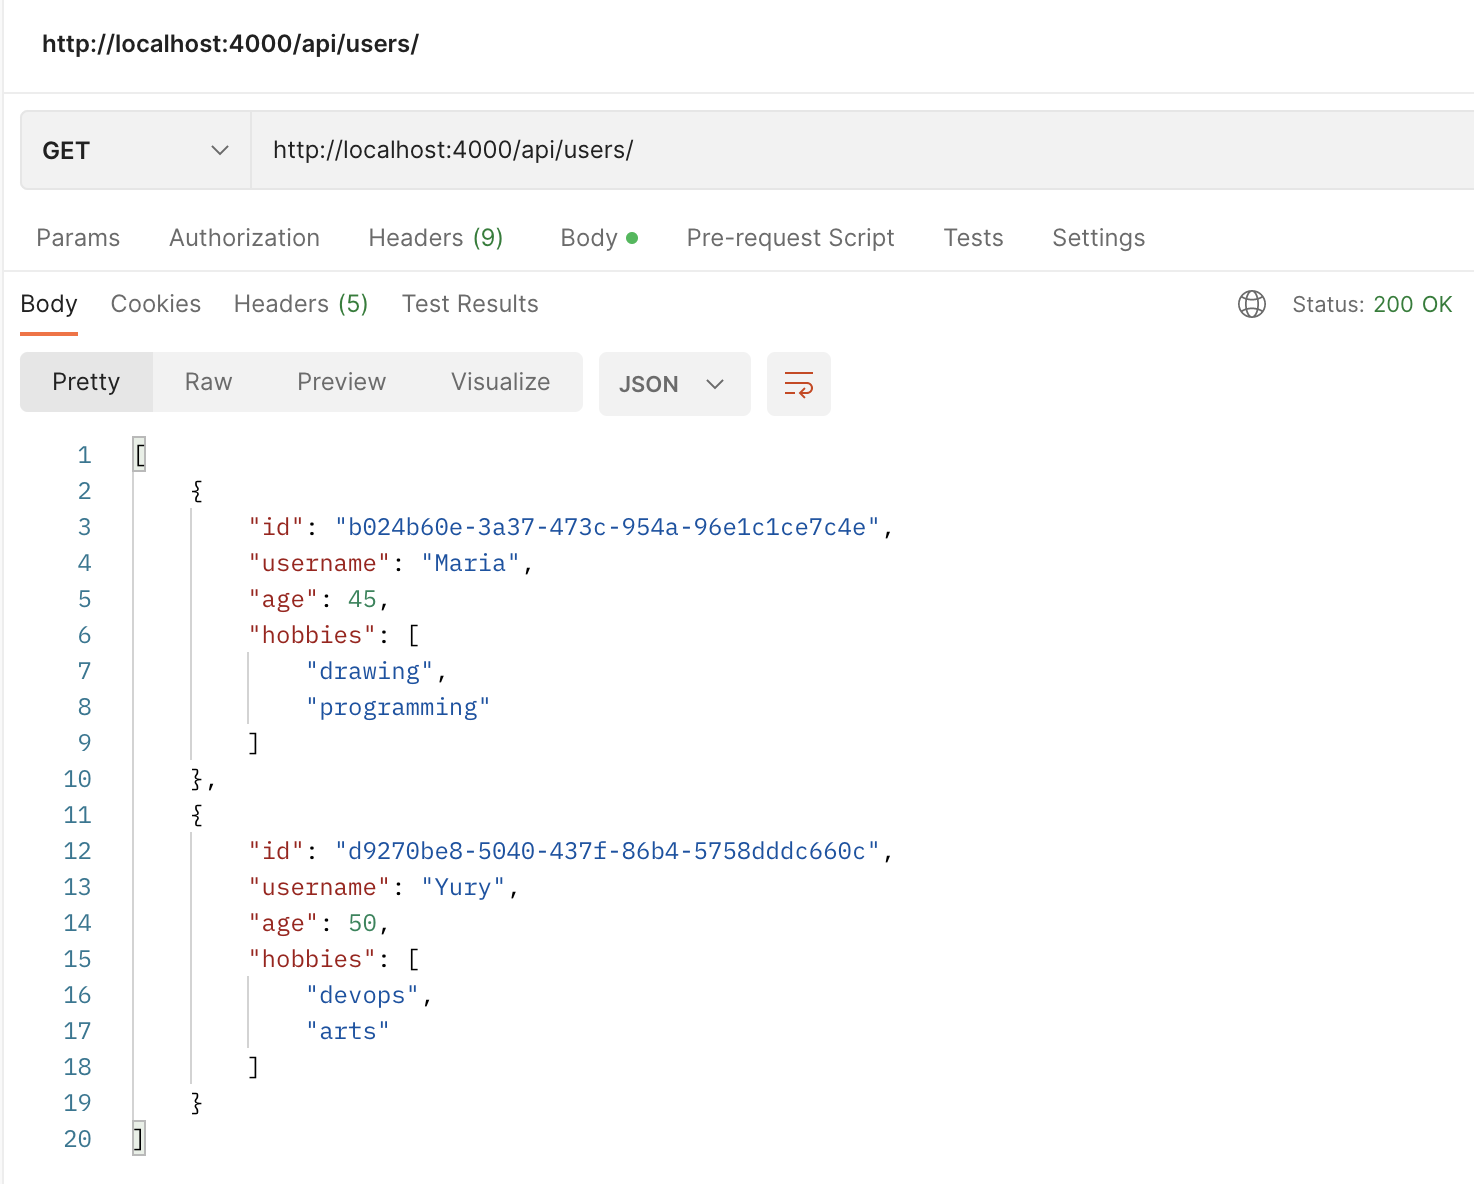 http://localhost:4000/api/users/
GET http://localhost:4000/api/users/
Params Authorization Headers (9) Body Pre-request Script Tests Settings
Body Cookies Headers (5) Test Results Status: 200 OK
Pretty Raw Preview Visualize JSON
1 [
2 {
3 "id": "b024b60e-3a37-473c-954a-96e1c1ce7c4e",
4 "username": "Maria",
5 "age": 45,
6 "hobbies": [
7 "drawing",
8 "programming"
9 ]
10 },
11 {
12 "id": "d9270be8-5040-437f-86b4-5758dddc660c",
13 "username": "Yury",
14 "age": 50,
15 "hobbies": [
16 "devops",
17 "arts"
18 ]
19 }
20 ]